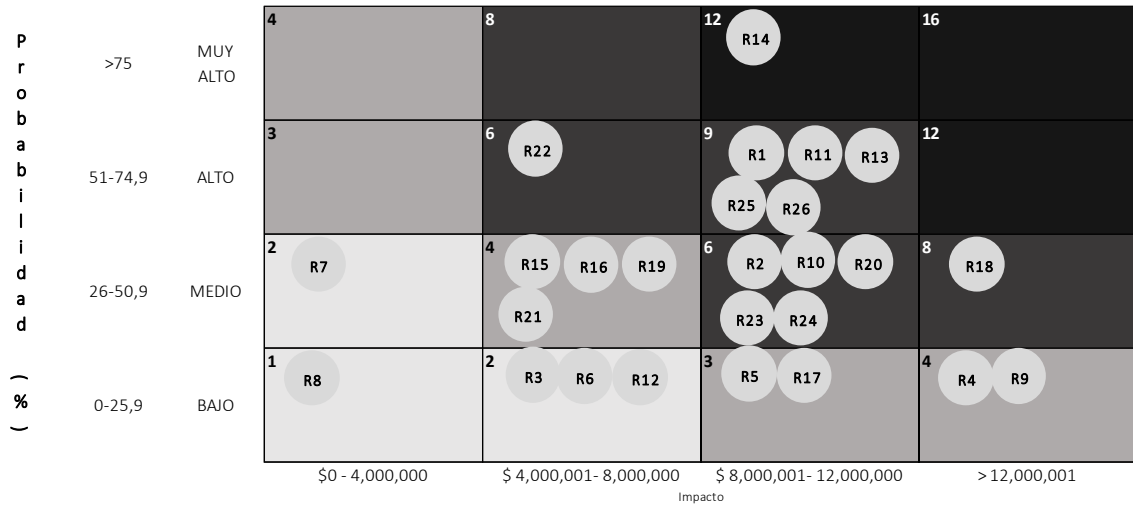 Probabilidad (%)
4 8 12 16
R14
>75 MUY ALTO
3 6 9 12
R22 R1 R11 R13
R25 R26
51-74,9 ALTO
2 4 6 8
R7 R15 R16 R19 R2 R10 R20 R18
R21 R23 R24
26-50,9 MEDIO
1 2 3 4
R8 R3 R6 R12 R5 R17 R4 R9
0-25,9 BAJO
$0 - 4,000,000 $ 4,000,001- 8,000,000 $ 8,000,001- 12,000,000 > 12,000,001
Impacto